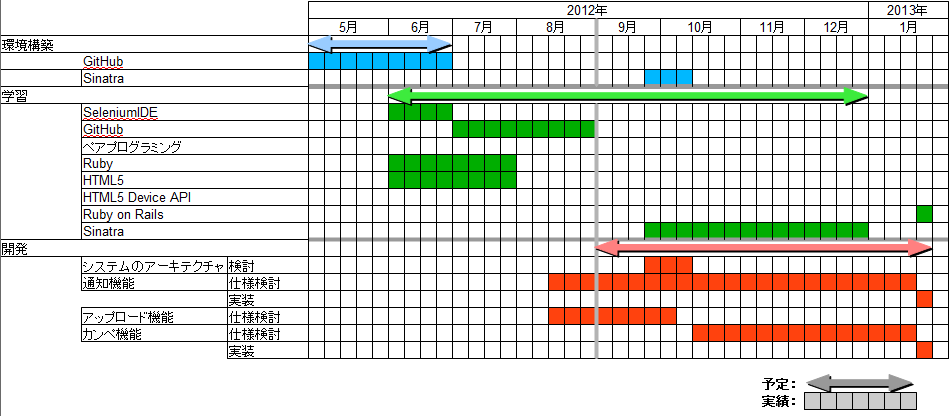 2012年 2013年
5月 6月 7月 8月 9月 10月 11月 12月 1月
環境構築
GitHub
Sinatra
学習
SeleniumIDE
GitHub
ペアプログラミング
Ruby
HTML5
HTML5 Device API
Ruby on Rails
Sinatra
開発
システムのアーキテクチャ 検討
通知機能 仕様検討
実装
アップロード機能 仕様検討
カンペ機能 仕様検討
実装
予定：
実績：